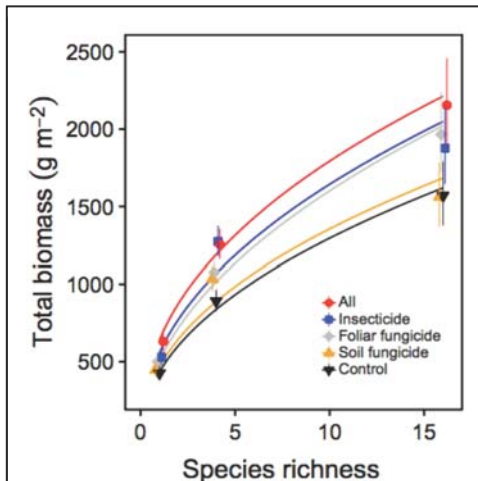 2500
2000
1500
1000
500
Total biomass (g m⁻²)
All
Insecticide
Foliar fungicide
Soil fungicide
Control
0 5 10 15
Species richness